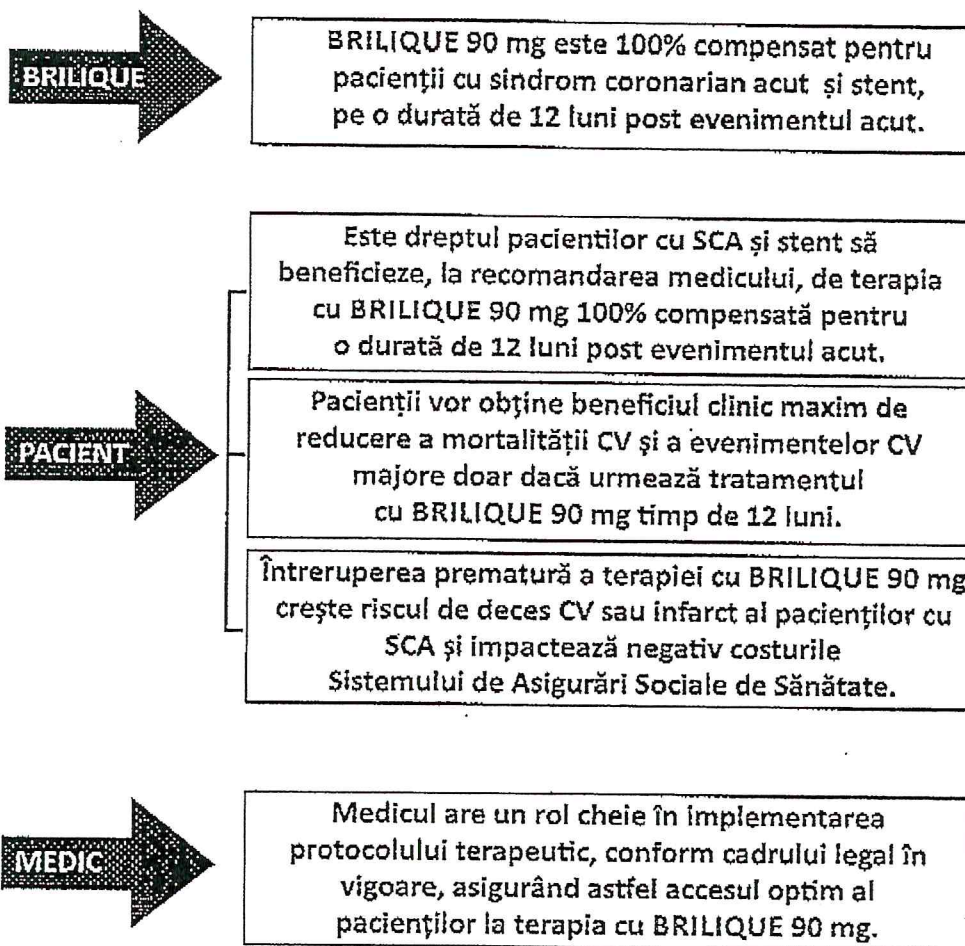 BRILIQUE
BRILIQUE 90 mg este 100% compensat pentru
pacienții cu sindrom coronarian acut și stent,
pe o durată de 12 luni post evenimentul acut.
PACIENT
Este dreptul pacientilor cu SCA și stent să
beneficieze, la recomandarea medicului, de terapia
cu BRILIQUE 90 mg 100% compensată pentru
o durată de 12 luni post evenimentul acut.
Pacienții vor obține beneficiul clinic maxim de
reducere a mortalității CV și a evenimentelor CV
majore doar dacă urmează tratamentul
cu BRILIQUE 90 mg timp de 12 luni.
Întreruperea prematură a terapiei cu BRILIQUE 90 mg
crește riscul de deces CV sau infarct al pacienților cu
SCA și impactează negativ costurile
Sistemului de Asigurări Sociale de Sănătate.
MEDIC
Medicul are un rol cheie în implementarea
protocolului terapeutic, conform cadrului legal în
vigoare, asigurând astfel accesul optim al
pacienților la terapia cu BRILIQUE 90 mg.